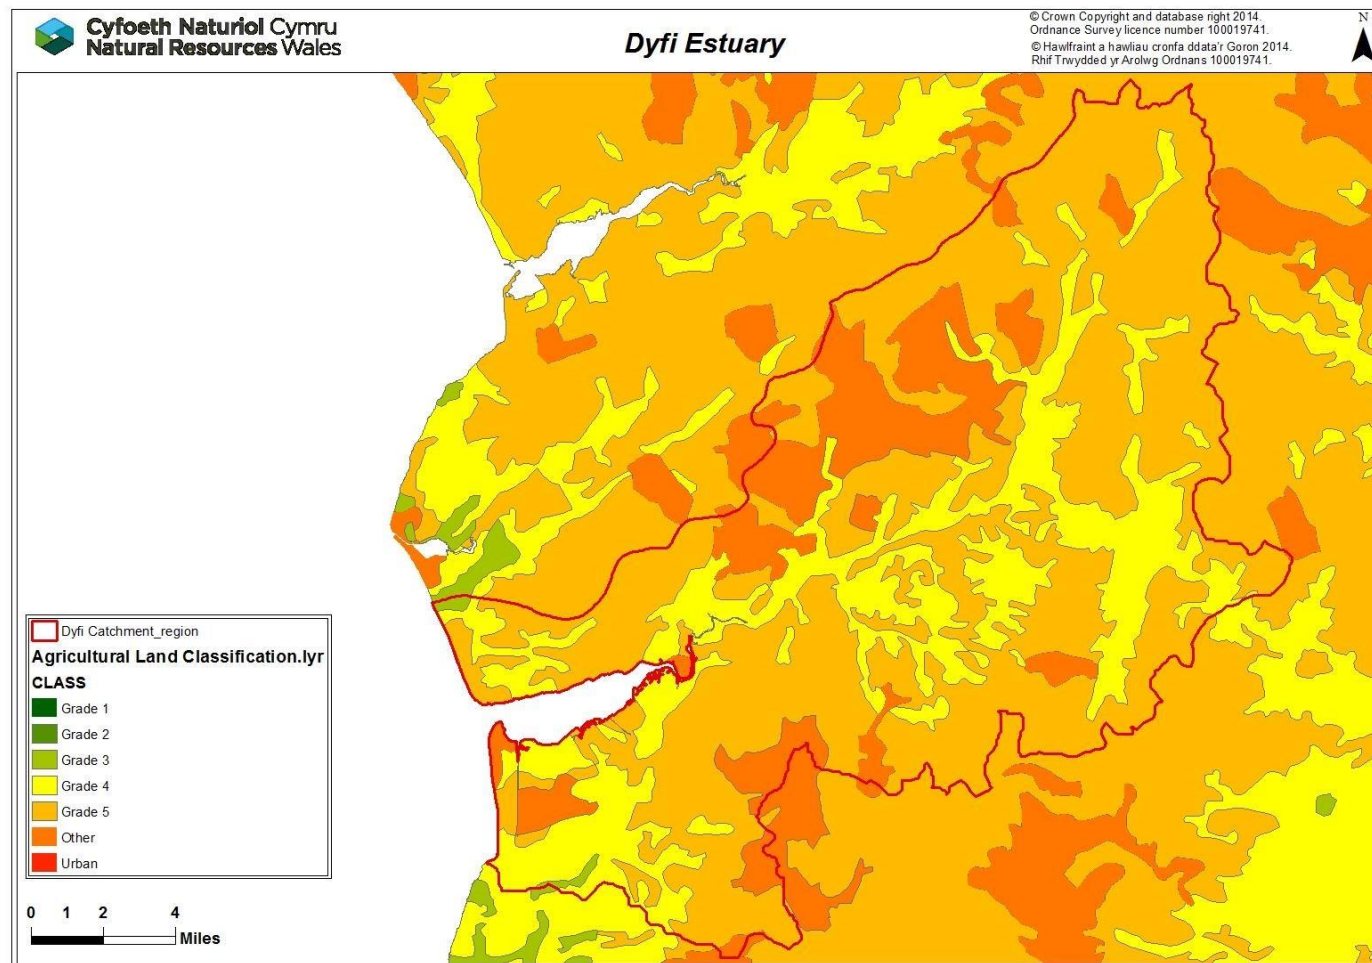 Cyfoeth Naturiol Cymru
Natural Resources Wales
Dyfi Estuary
© Crown Copyright and database right 2014.
Ordnance Survey licence number 100019741.
© Hawlfraint a hawliau cronfa ddata'r Goron 2014.
Rhif Trwydded yr Arolwg Ordnans 100019741.
N
Dyfi Catchment_region
Agricultural Land Classification.lyr
CLASS
Grade 1
Grade 2
Grade 3
Grade 4
Grade 5
Other
Urban
0 1 2 4
Miles